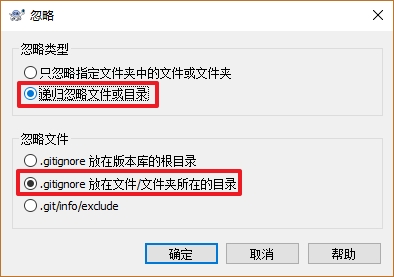 忽略
忽略类型
只忽略指定文件夹中的文件或文件夹
递归忽略文件或目录
忽略文件
.gitignore 放在版本库的根目录
.gitignore 放在文件/文件夹所在的目录
.git/info/exclude
确定 取消 帮助